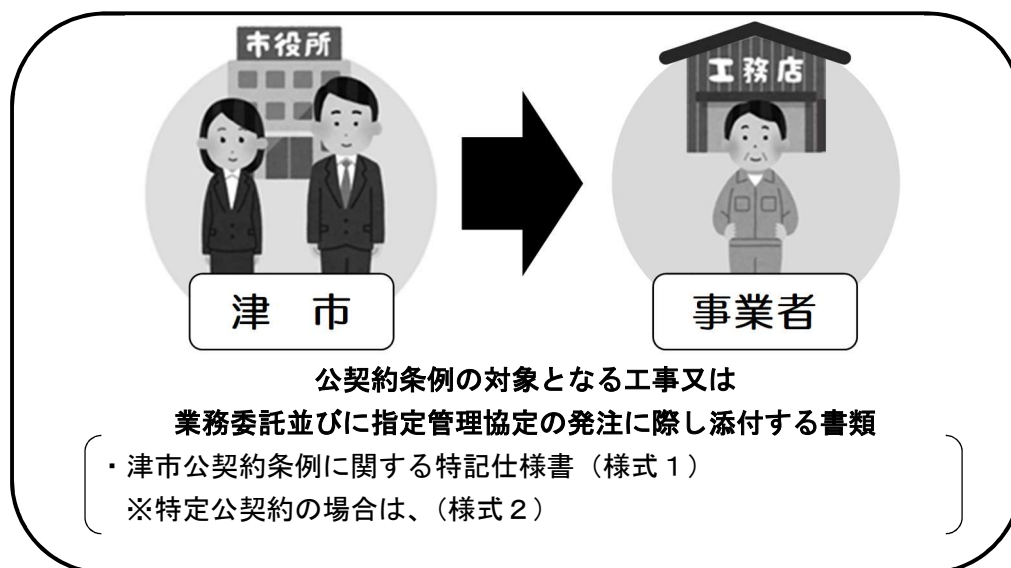 市役所
工務店
津 市
事業者
公契約条例の対象となる工事又は
業務委託並びに指定管理協定の発注に際し添付する書類
・津市公契約条例に関する特記仕様書（様式１）
※特定公契約の場合は、（様式２）